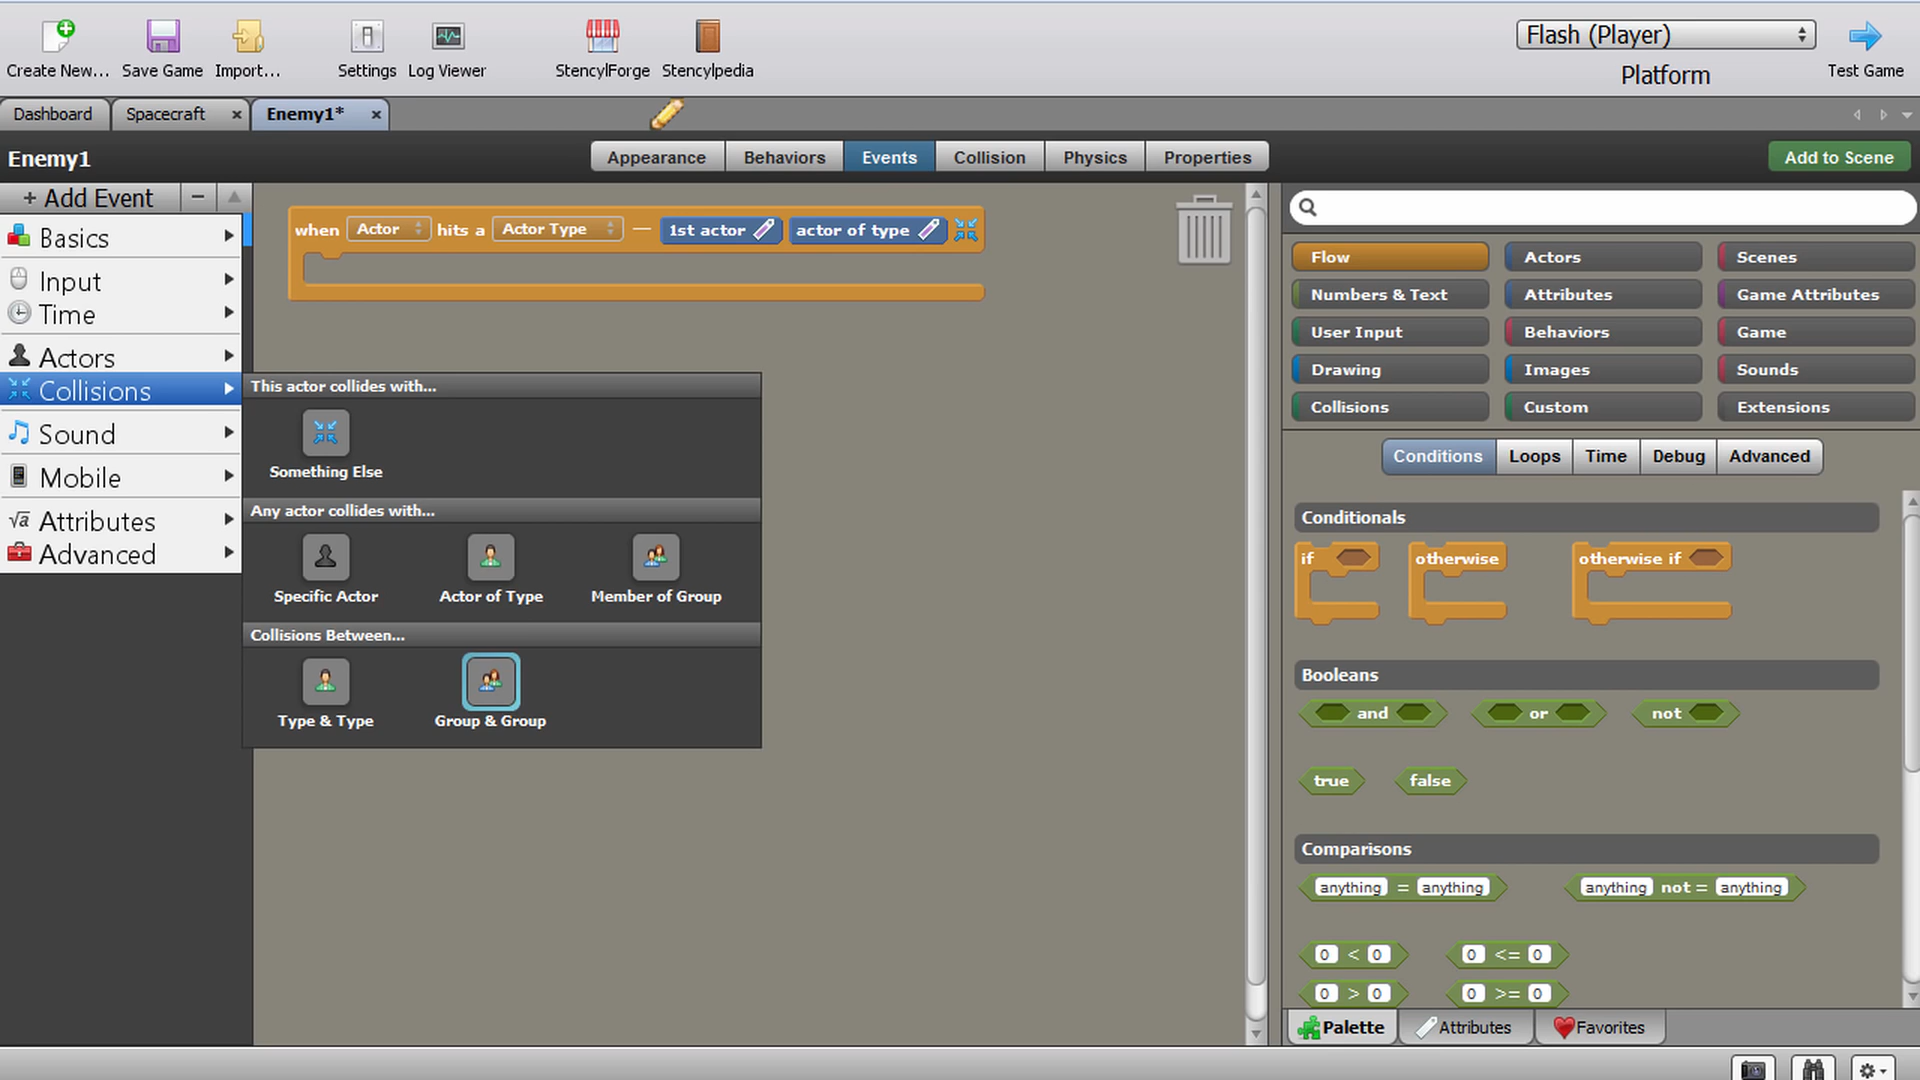 Create New... Save Game Import... Settings Log Viewer StencylForge Stencylpedia Flash (Player) Platform Test Game
Dashboard Spacecraft Enemy1*
Enemy1 Appearance Behaviors Events Collision Physics Properties Add to Scene
+ Add Event
Basics
Input
Time
Actors
Collisions
Sound
Mobile
√a Attributes
Advanced
when Actor hits a Actor Type — 1st actor actor of type
This actor collides with...
Something Else
Any actor collides with...
Specific Actor Actor of Type Member of Group
Collisions Between...
Type & Type Group & Group
Flow Actors Scenes
Numbers & Text Attributes Game Attributes
User Input Behaviors Game
Drawing Images Sounds
Collisions Custom Extensions
Conditions Loops Time Debug Advanced
Conditionals
if otherwise otherwise if
Booleans
and or not
true false
Comparisons
anything = anything anything not = anything
0 < 0 0 <= 0
0 > 0 0 >= 0
Palette Attributes Favorites